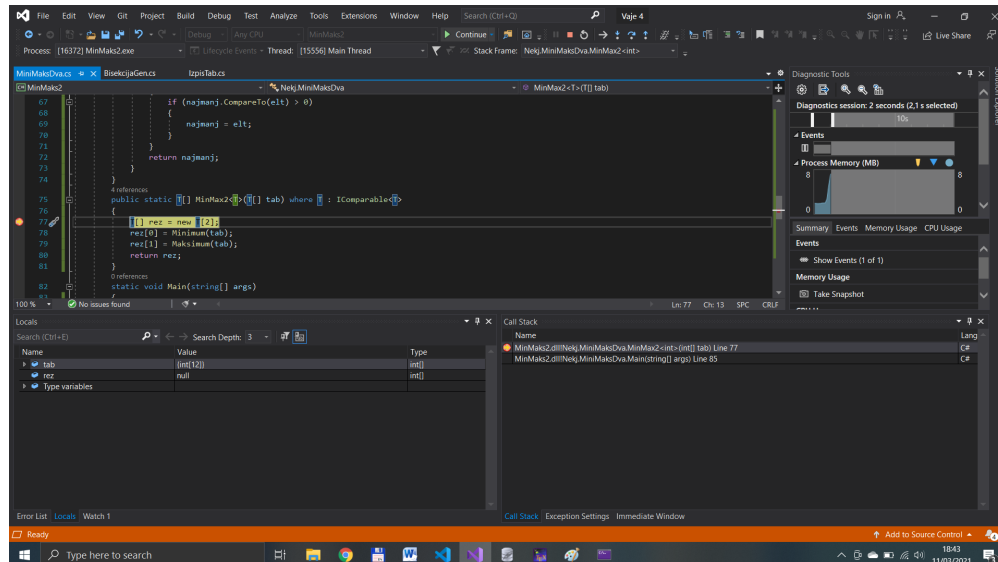 File Edit View Git Project Build Debug Test Analyze Tools Extensions Window Help Search (Ctrl+Q) Vaje 4 Sign in
Debug Any CPU MinMaks2 Continue Live Share
Process: [16372] MinMaks2.exe Lifecycle Events Thread: [15556] Main Thread Stack Frame: Nekj.MiniMaksDva.MinMax2<int>
MiniMaksDva.cs BisekcijaGen.cs IzpisTab.cs
MinMaks2 Nekj.MiniMaksDva MinMax2<T>(T[] tab)
67 if (najmanj.CompareTo(elt) > 0)
68 {
69 najmanj = elt;
70 }
71 }
72 return najmanj;
73 }
74 }
4 references
75 public static T[] MinMax2<T>(T[] tab) where T : IComparable<T>
76 {
77 T[] rez = new T[2];
78 rez[0] = Minimum(tab);
79 rez[1] = Maksimum(tab);
80 return rez;
81 }
0 references
82 static void Main(string[] args)
83 {
100 % No issues found Ln: 77 Ch: 13 SPC CRLF
Diagnostic Tools
Diagnostics session: 2 seconds (2,1 s selected)
10s
Events
Process Memory (MB)
8 8
0 0
Summary Events Memory Usage CPU Usage
Events
Show Events (1 of 1)
Memory Usage
Take Snapshot
Locals
Search (Ctrl+E) Search Depth: 3
Name Value Type
tab {int[12]} int[]
rez null int[]
Type variables
Error List Locals Watch 1
Call Stack
Name Lang
MinMaks2.dll!Nekj.MiniMaksDva.MinMax2<int>(int[] tab) Line 77 C#
MinMaks2.dll!Nekj.MiniMaksDva.Main(string[] args) Line 85 C#
Call Stack Exception Settings Immediate Window
Ready Add to Source Control
Type here to search 18:43
11/03/2021